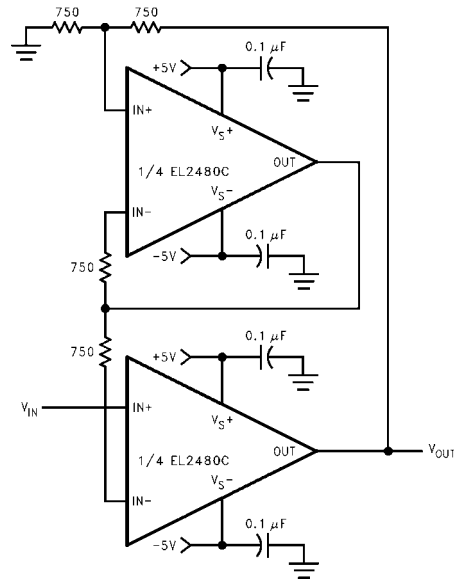 750 750
+5V 0.1 μF
IN+
VS+
OUT
1/4 EL2480C
VS−
IN−
−5V 0.1 μF
750
750
+5V 0.1 μF
VIN IN+
VS+
OUT VOUT
1/4 EL2480C
VS−
IN−
−5V 0.1 μF